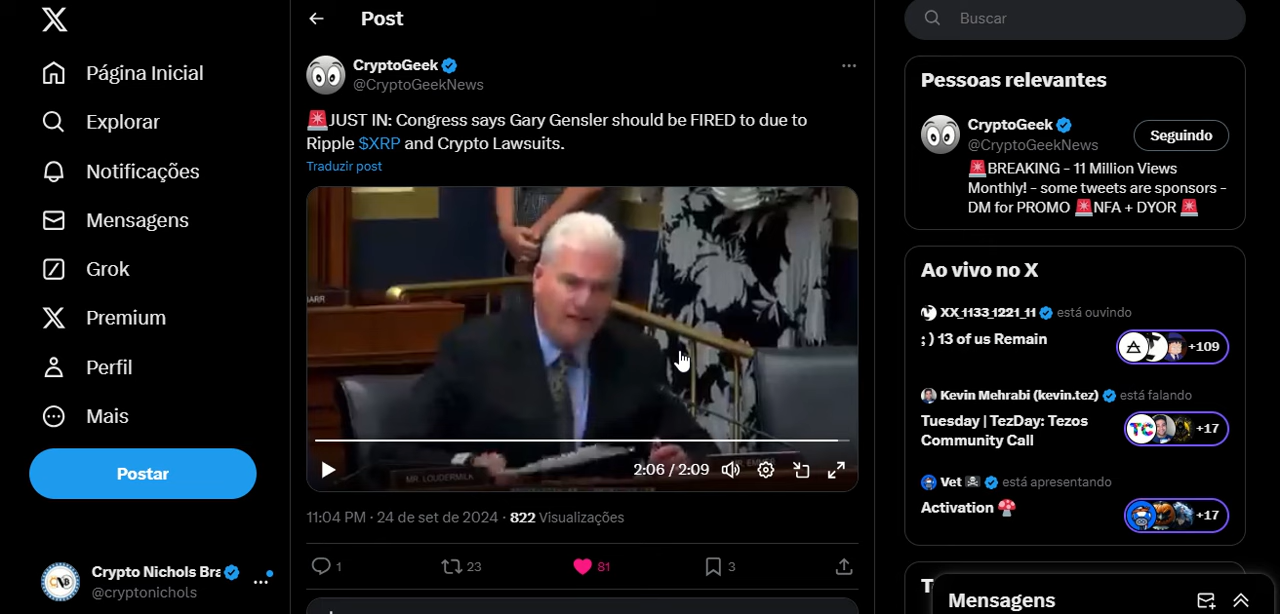 Página Inicial
Explorar
Notificações
Mensagens
Grok
Premium
Perfil
Mais
Postar
Crypto Nichols Bra
@cryptonichols
Post
CryptoGeek
@CryptoGeekNews
🚨JUST IN: Congress says Gary Gensler should be FIRED to due to
Ripple $XRP and Crypto Lawsuits.
Traduzir post
ARR
MR. LOUDERMILK
2:06 / 2:09
11:04 PM · 24 de set de 2024 · 822 Visualizações
1
23
81
3
Buscar
Pessoas relevantes
CryptoGeek
@CryptoGeekNews
Seguindo
🚨BREAKING - 11 Million Views
Monthly! - some tweets are sponsors -
DM for PROMO 🚨NFA + DYOR 🚨
Ao vivo no X
XX_1133_1221_11 está ouvindo
; ) 13 of us Remain
+109
Kevin Mehrabi (kevin.tez) está falando
Tuesday | TezDay: Tezos
Community Call
TC
+17
Vet ☠️ está apresentando
Activation 🍄
+17
Mensagens